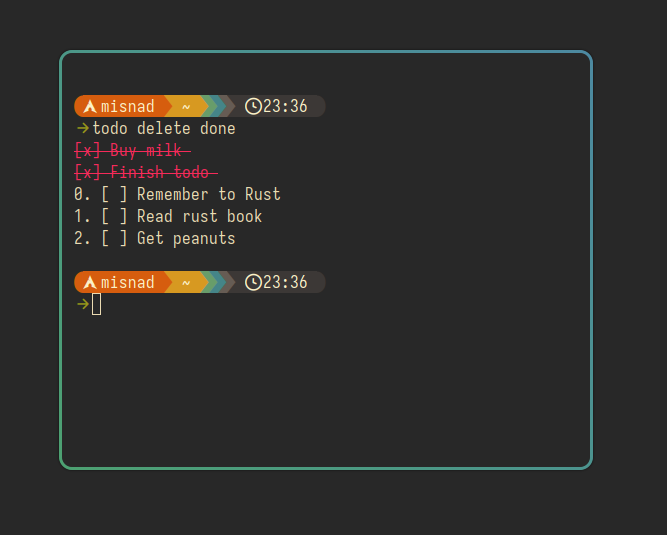 misnad ~ 23:36
→todo delete done
[x] Buy milk
[x] Finish todo
0. [ ] Remember to Rust
1. [ ] Read rust book
2. [ ] Get peanuts
misnad ~ 23:36
→